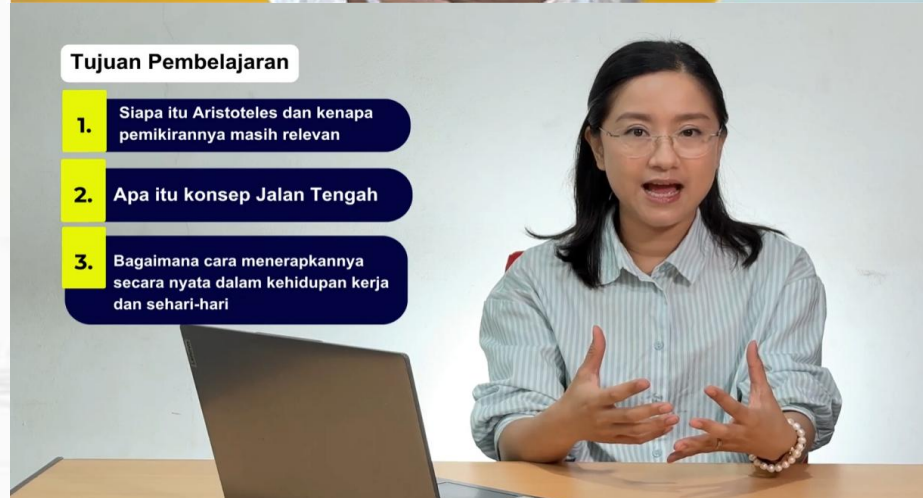 Tujuan Pembelajaran
1.
Siapa itu Aristoteles dan kenapa
pemikirannya masih relevan
2.
Apa itu konsep Jalan Tengah
3.
Bagaimana cara menerapkannya
secara nyata dalam kehidupan kerja
dan sehari-hari